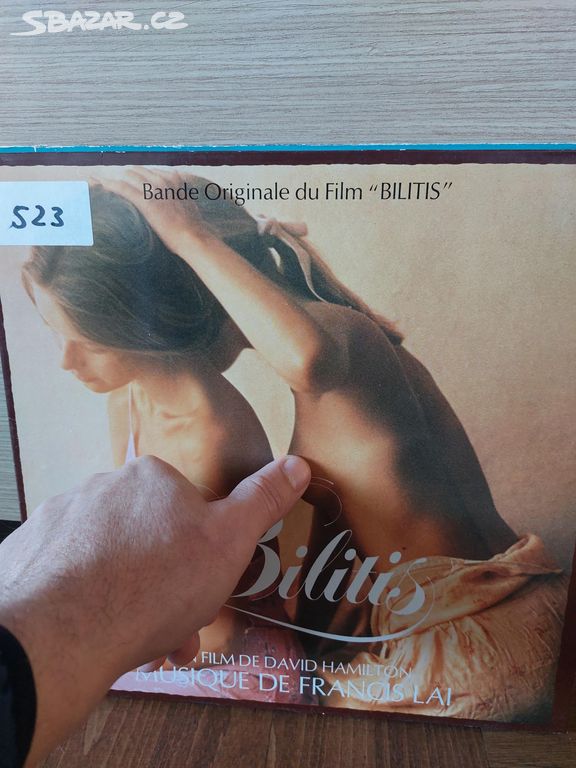 SBAZAR.CZ
Bande Originale du Film “BILITIS”
523
Bilitis
FILM DE DAVID HAMILTON
MUSIQUE DE FRANCIS LAI